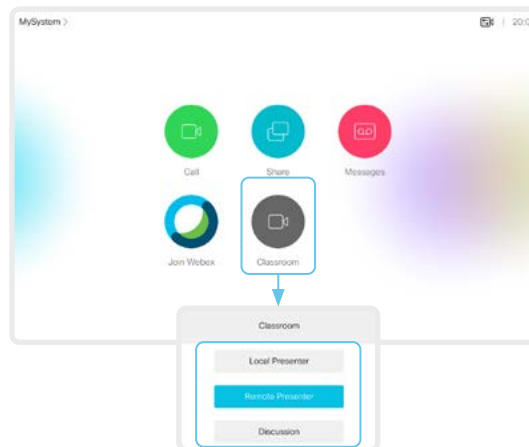 MySystem >
20:0
Call
Share
Messages
Join Webex
Classroom
Classroom
Local Presenter
Remote Presenter
Discussion